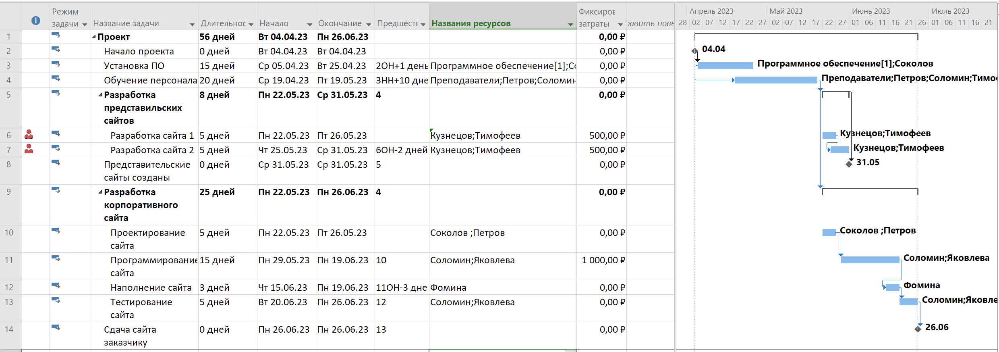 Режим задачи Название задачи Длительнос Начало Окончание Предшеств Названия ресурсов Фиксиров затраты бавить новь
Апрель 2023 Май 2023 Июнь 2023 Июль 2023
28 02 07 12 17 22 27 02 07 12 17 22 27 01 06 11 16 21 26 01 06 11 16 21
1 Проект 56 дней Вт 04.04.23 Пн 26.06.23 0,00 ₽
2 Начало проекта 0 дней Вт 04.04.23 Вт 04.04.23 0,00 ₽ 04.04
3 Установка ПО 15 дней Ср 05.04.23 Вт 25.04.23 2ОН+1 день Программное обеспечение[1];Со 0,00 ₽ Программное обеспечение[1];Соколов
4 Обучение персонала 20 дней Ср 19.04.23 Пт 19.05.23 3НН+10 дне Преподаватели;Петров;Соломин 0,00 ₽ Преподаватели;Петров;Соломин;Тимо
5 Разработка 8 дней Пн 22.05.23 Ср 31.05.23 4 0,00 ₽
представильских
сайтов
6 Разработка сайта 1 5 дней Пн 22.05.23 Пт 26.05.23 Кузнецов;Тимофеев 500,00 ₽ Кузнецов;Тимофеев
7 Разработка сайта 2 5 дней Чт 25.05.23 Ср 31.05.23 6ОН-2 дней Кузнецов;Тимофеев 500,00 ₽ Кузнецов;Тимофеев
8 Представительские 0 дней Ср 31.05.23 Ср 31.05.23 5 0,00 ₽ 31.05
сайты созданы
9 Разработка 25 дней Пн 22.05.23 Пн 26.06.23 4 0,00 ₽
корпоративного
сайта
10 Проектирование 5 дней Пн 22.05.23 Пт 26.05.23 Соколов ;Петров 0,00 ₽ Соколов ;Петров
сайта
11 Программирование 15 дней Пн 29.05.23 Пн 19.06.23 10 Соломин;Яковлева 1 000,00 ₽ Соломин;Яковлева
сайта
12 Наполнение сайта 3 дней Чт 15.06.23 Пн 19.06.23 11ОН-3 дне Фомина 0,00 ₽ Фомина
13 Тестирование 5 дней Вт 20.06.23 Пн 26.06.23 12 Соломин;Яковлева 0,00 ₽ Соломин;Яковле
сайта
14 Сдача сайта 0 дней Пн 26.06.23 Пн 26.06.23 13 0,00 ₽ 26.06
заказчику